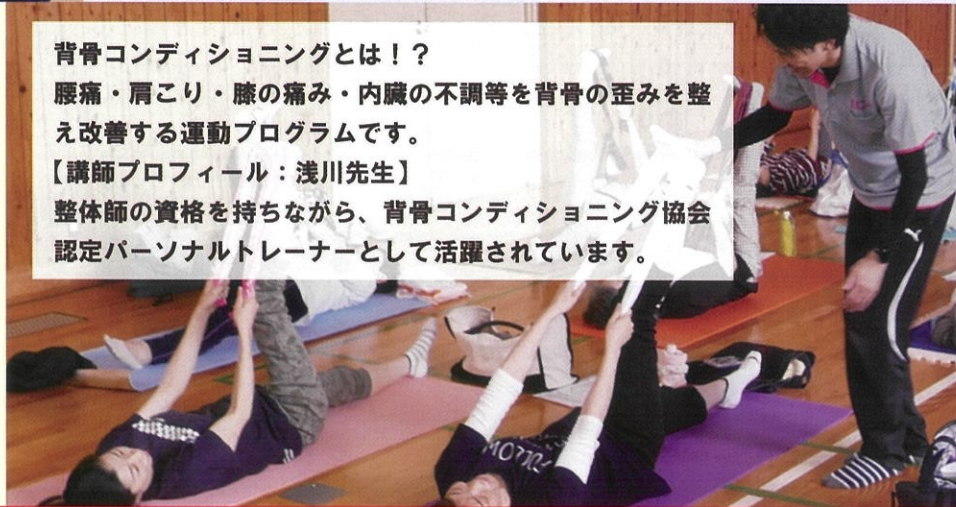 背骨コンディショニングとは！？
腰痛・肩こり・膝の痛み・内臓の不調等を背骨の歪みを整
え改善する運動プログラムです。
【講師プロフィール：浅川先生】
整体師の資格を持ちながら、背骨コンディショニング協会
認定パーソナルトレーナーとして活躍されています。
FOLLOW